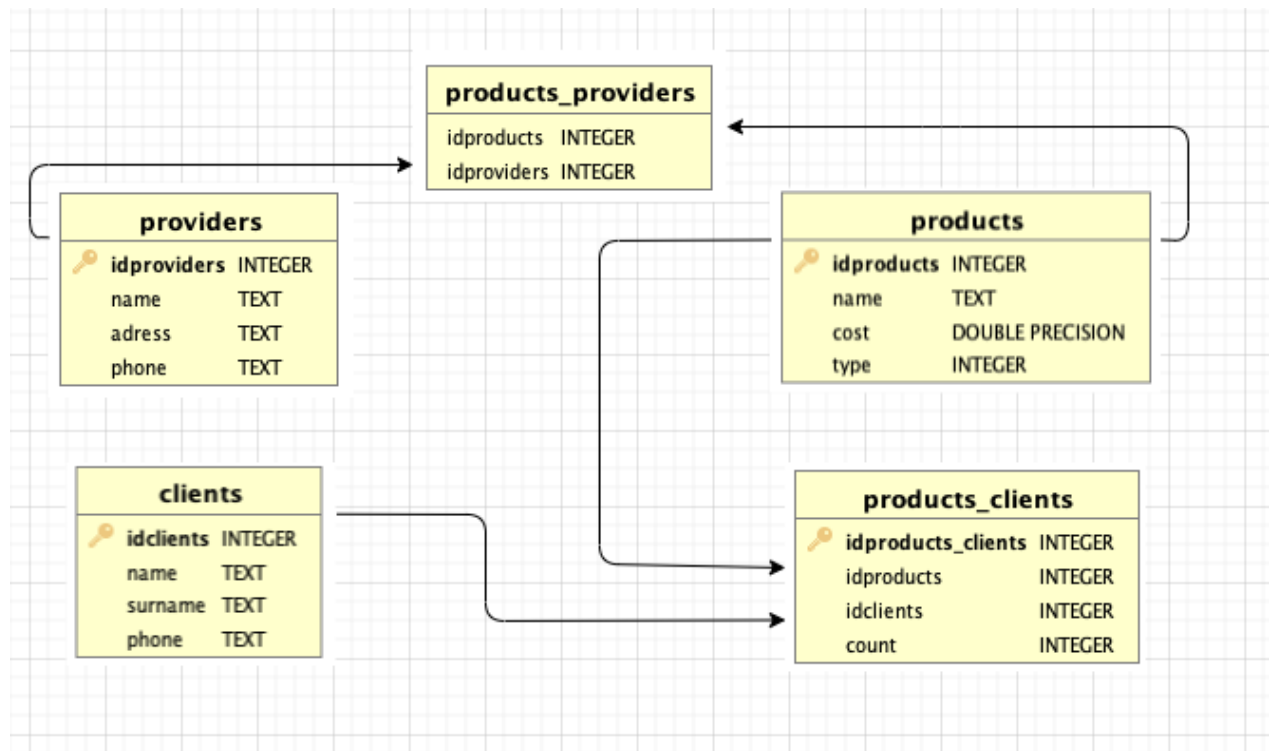 products_providers
idproducts INTEGER
idproviders INTEGER
providers
idproviders INTEGER
name TEXT
adress TEXT
phone TEXT
products
idproducts INTEGER
name TEXT
cost DOUBLE PRECISION
type INTEGER
clients
idclients INTEGER
name TEXT
surname TEXT
phone TEXT
products_clients
idproducts_clients INTEGER
idproducts INTEGER
idclients INTEGER
count INTEGER